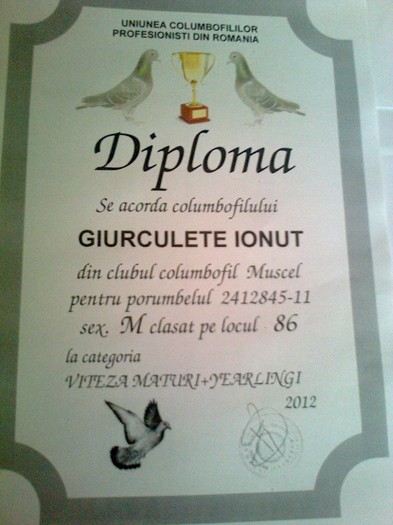 UNIUNEA COLUMBOFILILOR
PROFESIONISTI DIN ROMANIA
Diploma
Se acorda columbofilului
GIURCULETE IONUT
din clubul columbofil Muscel
pentru porumbelul 2412845-11
sex. M clasat pe locul 86
la categoria
VITEZA MATURI+YEARLINGI
2012